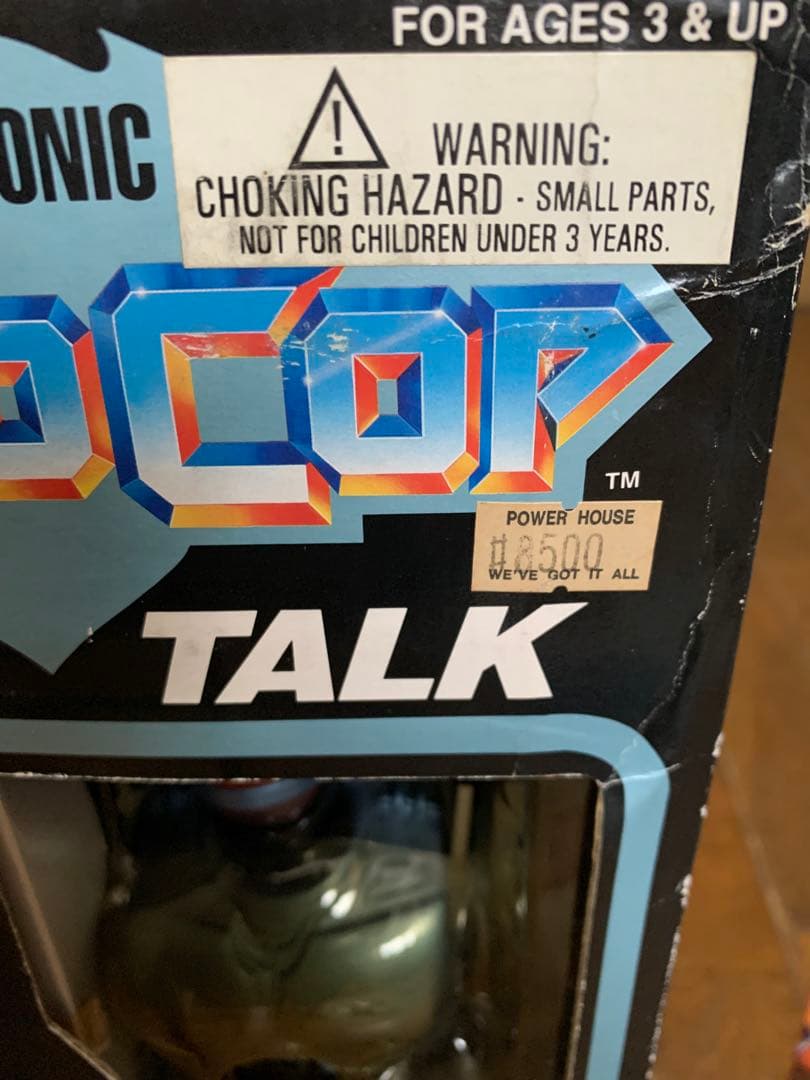 FOR AGES 3 & UP
ONIC
WARNING:
CHOKING HAZARD - SMALL PARTS,
NOT FOR CHILDREN UNDER 3 YEARS.
OCOP
TM
POWER HOUSE
8500
WE'VE GOT IT ALL
TALK